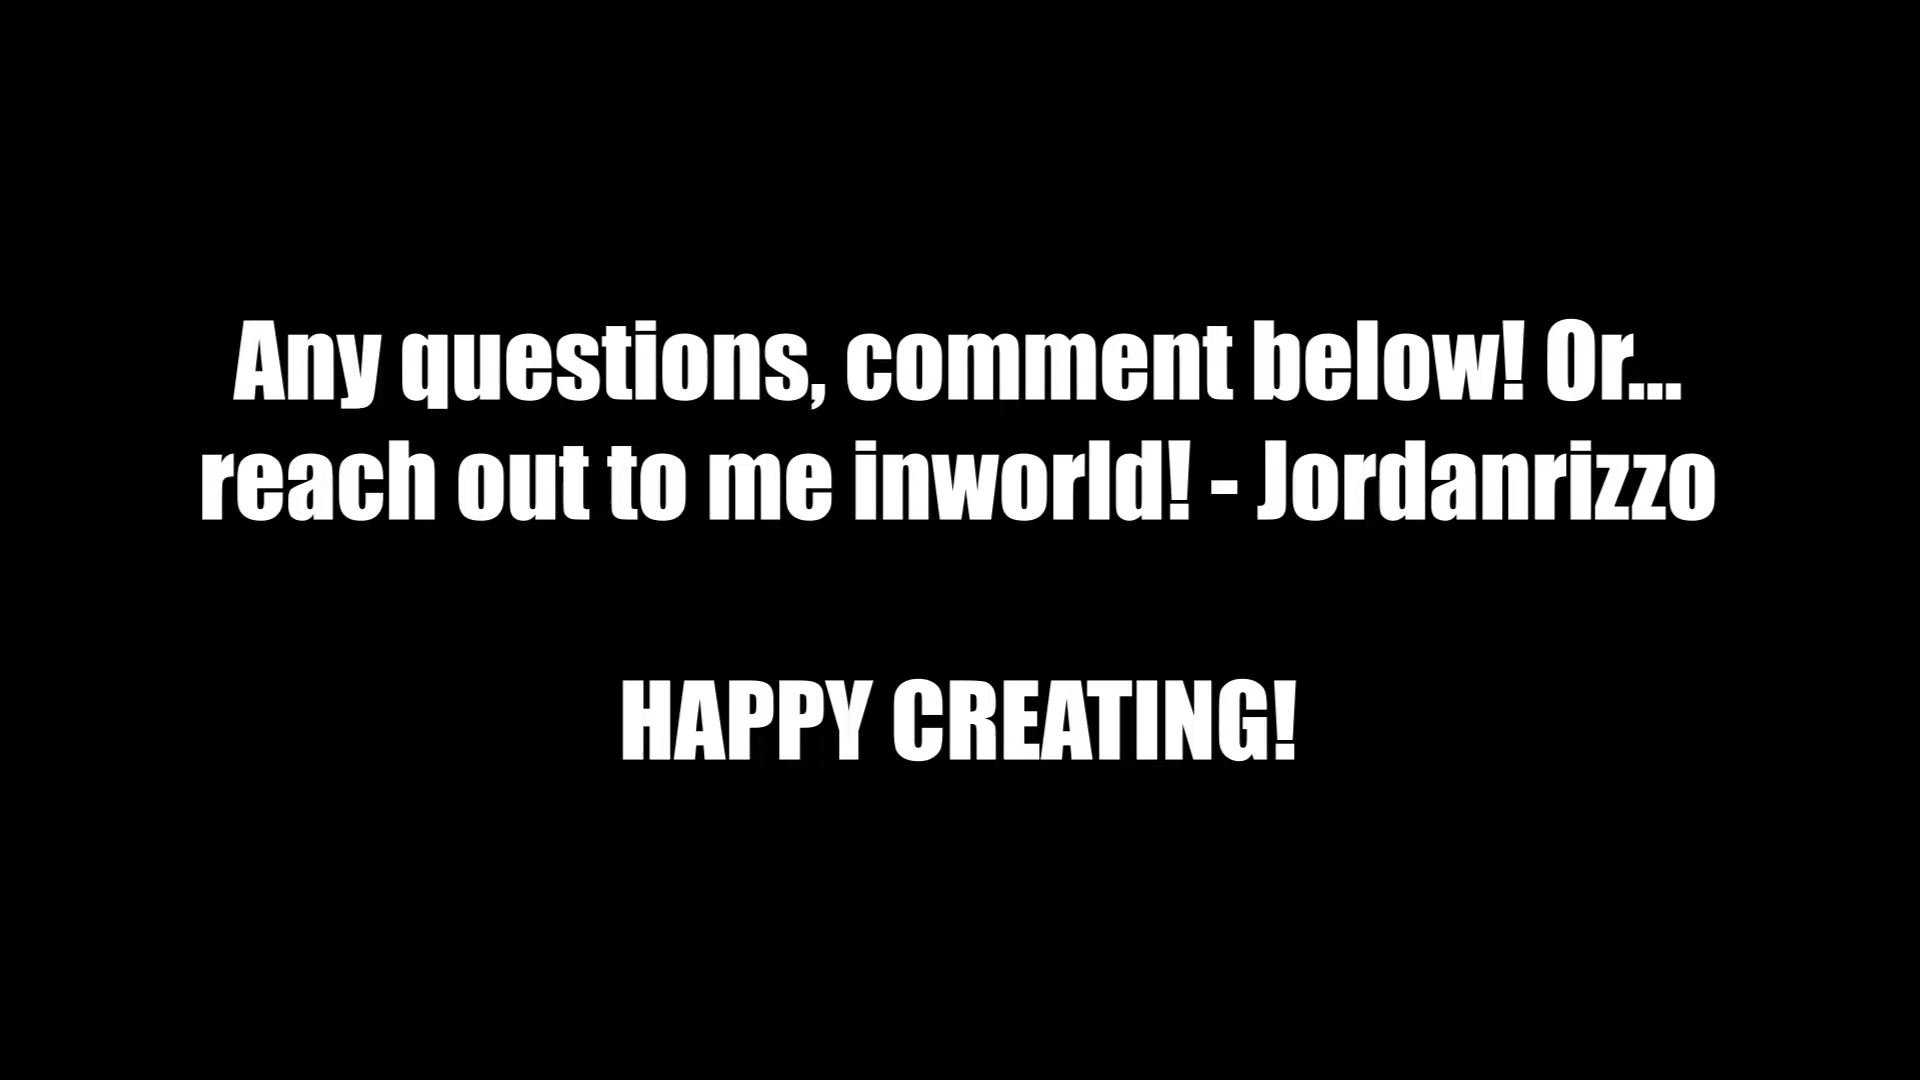 Any questions, comment below! Or...
reach out to me inworld! - Jordanrizzo
HAPPY CREATING!